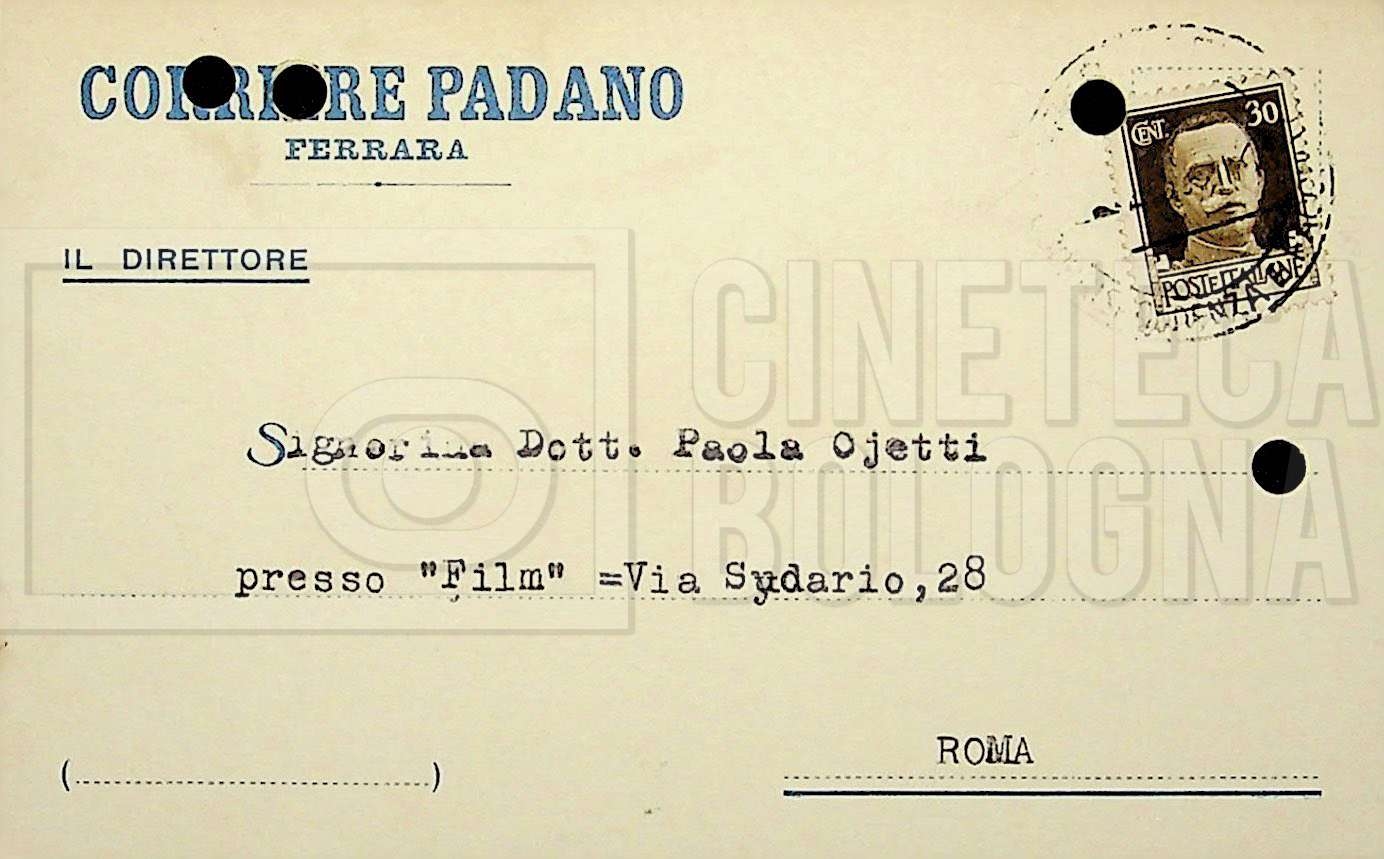 CORRIERE PADANO
FERRARA
IL DIRETTORE
CENT. 30
POSTE ITALIANE
CINETECA
BOLOGNA
Signorina Dott. Paola Ojetti
presso "Film" =Via Sudario,28
ROMA
(..........)